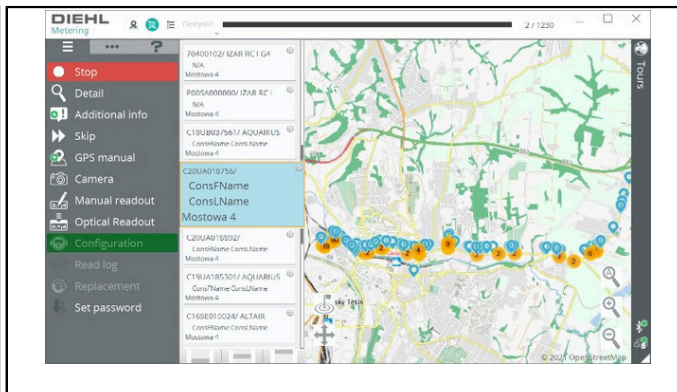 DIEHL
Metering
2 / 1230
?
Tours
Stop
Detail
Additional info
Skip
GPS manual
Camera
Manual readout
Optical Readout
Configuration
Read log
Replacement
Set password
70400102/ IZAR RC I G4
N/A
Mostowa 4
P005A000000/ IZAR RC I
N/A
Mostowa 4
C18UB037561/ AQUARIUS
ConsFName ConsLName
Mostowa 4
C20UA018756/
ConsFName
ConsLName
Mostowa 4
C20UA018892/
ConsFName ConsLName
Mostowa 4
C19UA185301/ AQUARIUS
ConsFName ConsLName
Mostowa 4
C16SE010024/ ALTAIR
ConsFName ConsLName
Mostowa 4
ský Těšín
© 2021 OpenStreetMap